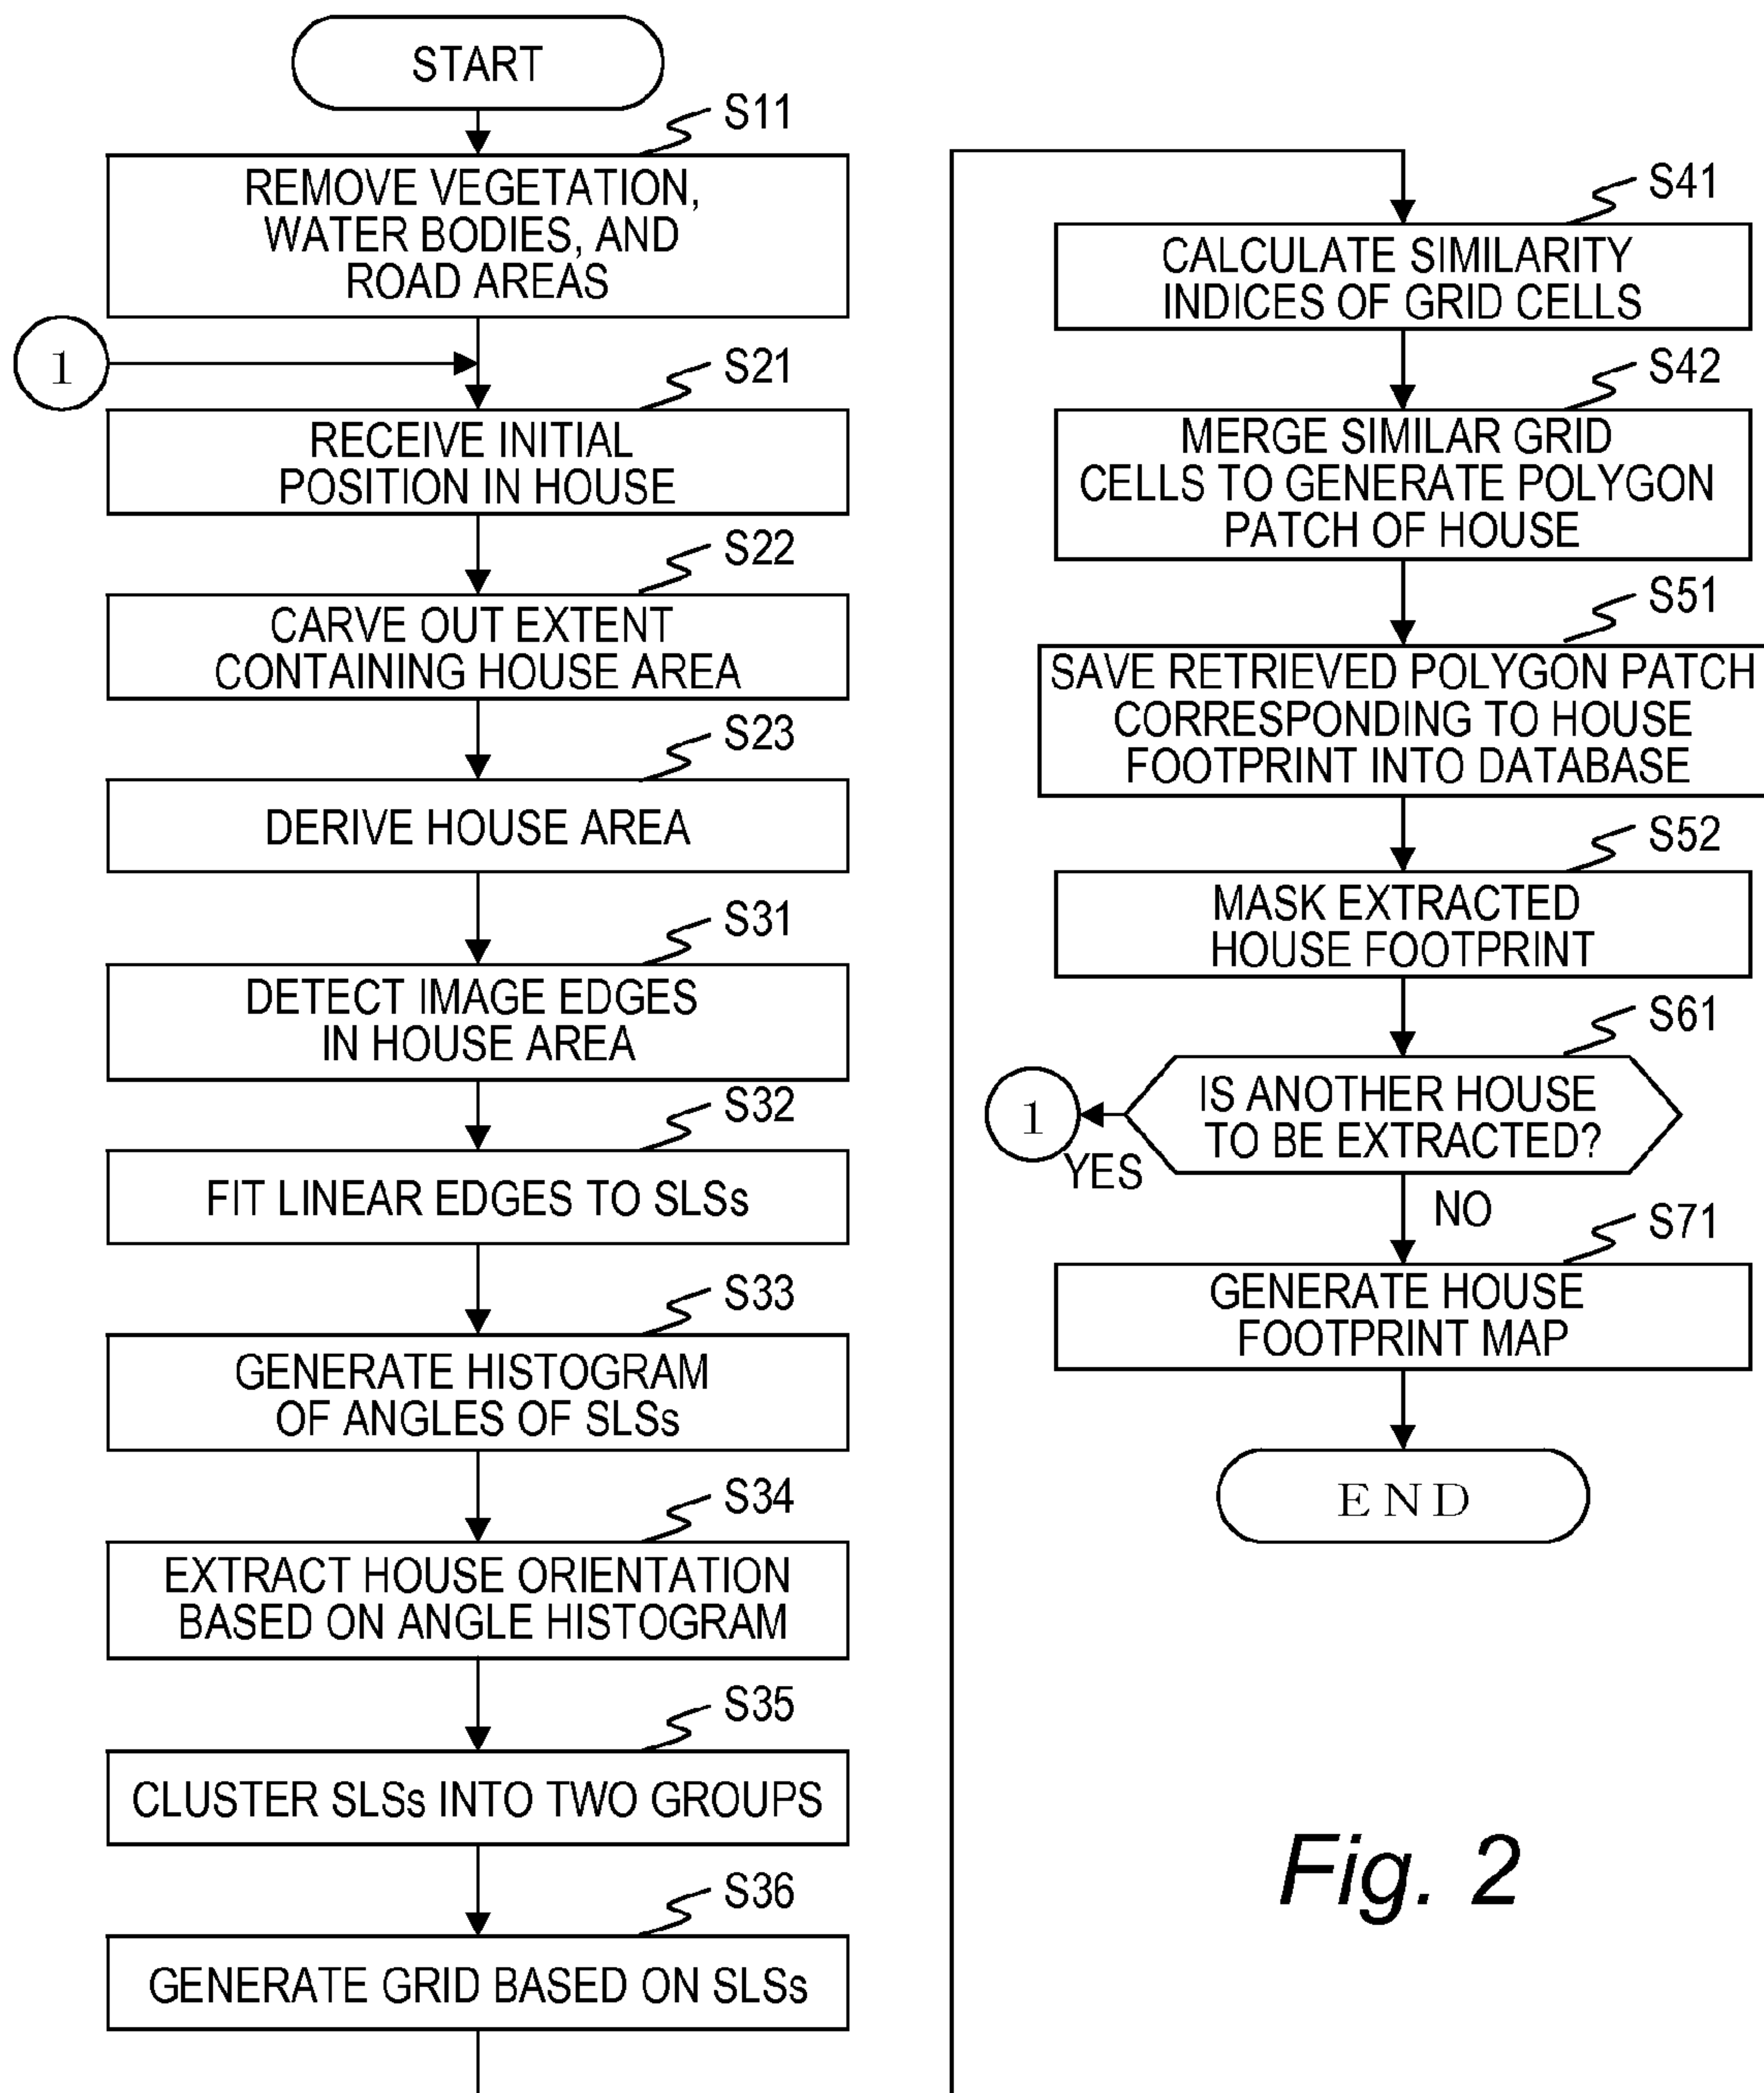 START
S11
REMOVE VEGETATION,
WATER BODIES, AND
ROAD AREAS
1
S21
RECEIVE INITIAL
POSITION IN HOUSE
S22
CARVE OUT EXTENT
CONTAINING HOUSE AREA
S23
DERIVE HOUSE AREA
S31
DETECT IMAGE EDGES
IN HOUSE AREA
S32
FIT LINEAR EDGES TO SLSs
S33
GENERATE HISTOGRAM
OF ANGLES OF SLSs
S34
EXTRACT HOUSE ORIENTATION
BASED ON ANGLE HISTOGRAM
S35
CLUSTER SLSs INTO TWO GROUPS
S36
GENERATE GRID BASED ON SLSs
S41
CALCULATE SIMILARITY
INDICES OF GRID CELLS
S42
MERGE SIMILAR GRID
CELLS TO GENERATE POLYGON
PATCH OF HOUSE
S51
SAVE RETRIEVED POLYGON PATCH
CORRESPONDING TO HOUSE
FOOTPRINT INTO DATABASE
S52
MASK EXTRACTED
HOUSE FOOTPRINT
S61
IS ANOTHER HOUSE
TO BE EXTRACTED?
1
YES
NO
S71
GENERATE HOUSE
FOOTPRINT MAP
END
Fig. 2